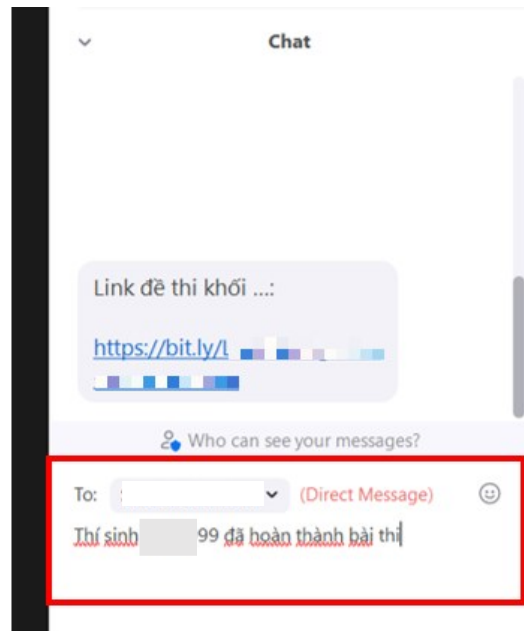 Chat
Link đề thi khối ...:
https://bit.ly/
Who can see your messages?
To: (Direct Message)
Thí sinh 99 đã hoàn thành bài thi